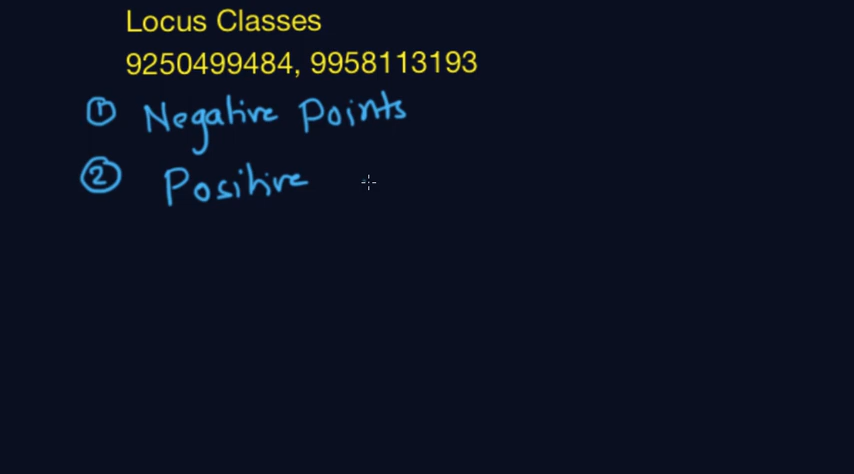 Locus Classes
9250499484, 9958113193
① Negative Points
② Positive